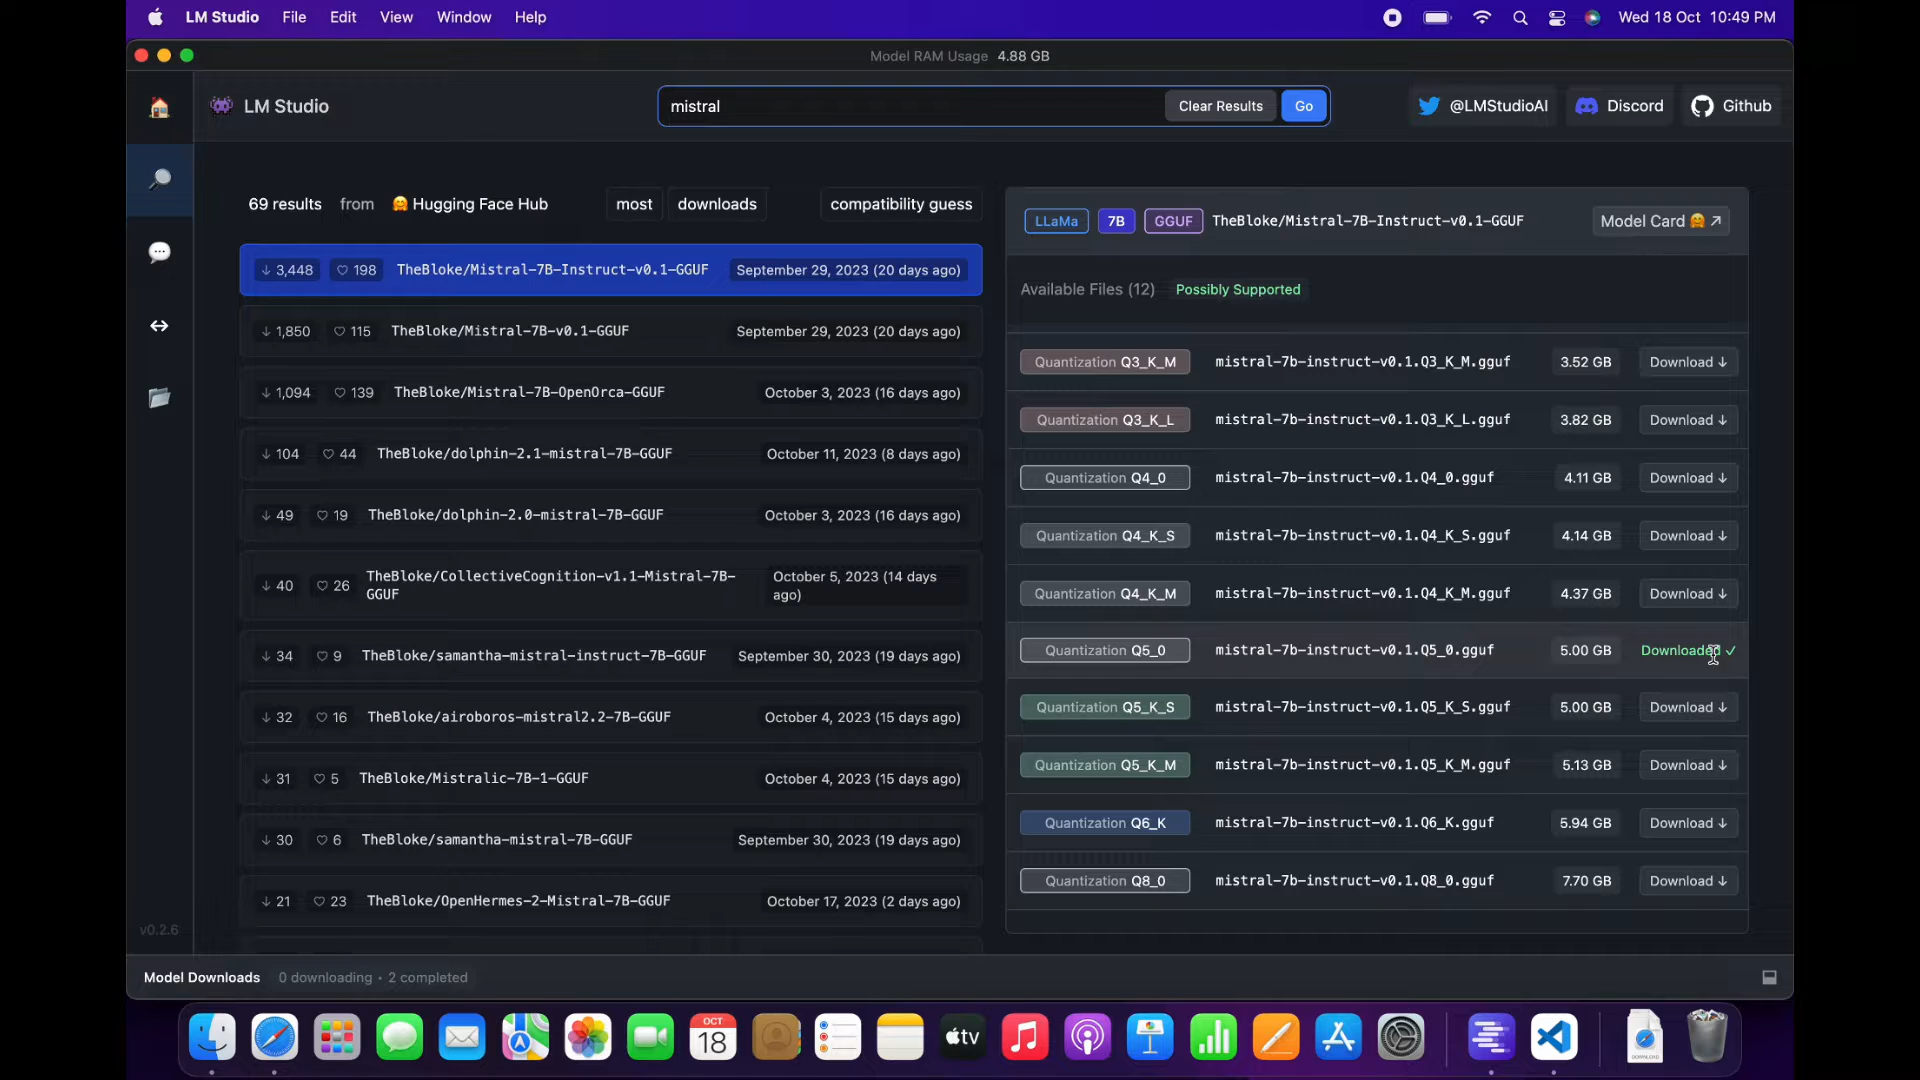 LM Studio File Edit View Window Help Wed 18 Oct 10:49 PM
Model RAM Usage 4.88 GB
LM Studio mistral Clear Results Go @LMStudioAI Discord Github
69 results from 🤗 Hugging Face Hub most downloads compatibility guess
↓ 3,448 ♡ 198 TheBloke/Mistral-7B-Instruct-v0.1-GGUF September 29, 2023 (20 days ago)
↓ 1,850 ♡ 115 TheBloke/Mistral-7B-v0.1-GGUF September 29, 2023 (20 days ago)
↓ 1,094 ♡ 139 TheBloke/Mistral-7B-OpenOrca-GGUF October 3, 2023 (16 days ago)
↓ 104 ♡ 44 TheBloke/dolphin-2.1-mistral-7B-GGUF October 11, 2023 (8 days ago)
↓ 49 ♡ 19 TheBloke/dolphin-2.0-mistral-7B-GGUF October 3, 2023 (16 days ago)
↓ 40 ♡ 26 TheBloke/CollectiveCognition-v1.1-Mistral-7B-
GGUF
October 5, 2023 (14 days
ago)
↓ 34 ♡ 9 TheBloke/samantha-mistral-instruct-7B-GGUF September 30, 2023 (19 days ago)
↓ 32 ♡ 16 TheBloke/airoboros-mistral2.2-7B-GGUF October 4, 2023 (15 days ago)
↓ 31 ♡ 5 TheBloke/Mistralic-7B-1-GGUF October 4, 2023 (15 days ago)
↓ 30 ♡ 6 TheBloke/samantha-mistral-7B-GGUF September 30, 2023 (19 days ago)
↓ 21 ♡ 23 TheBloke/OpenHermes-2-Mistral-7B-GGUF October 17, 2023 (2 days ago)
LLaMa 7B GGUF TheBloke/Mistral-7B-Instruct-v0.1-GGUF Model Card 🤗 ↗
Available Files (12) Possibly Supported
Quantization Q3_K_M mistral-7b-instruct-v0.1.Q3_K_M.gguf 3.52 GB Download ↓
Quantization Q3_K_L mistral-7b-instruct-v0.1.Q3_K_L.gguf 3.82 GB Download ↓
Quantization Q4_0 mistral-7b-instruct-v0.1.Q4_0.gguf 4.11 GB Download ↓
Quantization Q4_K_S mistral-7b-instruct-v0.1.Q4_K_S.gguf 4.14 GB Download ↓
Quantization Q4_K_M mistral-7b-instruct-v0.1.Q4_K_M.gguf 4.37 GB Download ↓
Quantization Q5_0 mistral-7b-instruct-v0.1.Q5_0.gguf 5.00 GB Downloaded ✓
Quantization Q5_K_S mistral-7b-instruct-v0.1.Q5_K_S.gguf 5.00 GB Download ↓
Quantization Q5_K_M mistral-7b-instruct-v0.1.Q5_K_M.gguf 5.13 GB Download ↓
Quantization Q6_K mistral-7b-instruct-v0.1.Q6_K.gguf 5.94 GB Download ↓
Quantization Q8_0 mistral-7b-instruct-v0.1.Q8_0.gguf 7.70 GB Download ↓
v0.2.6
Model Downloads 0 downloading • 2 completed
OCT
18
tv
DOWNLOAD